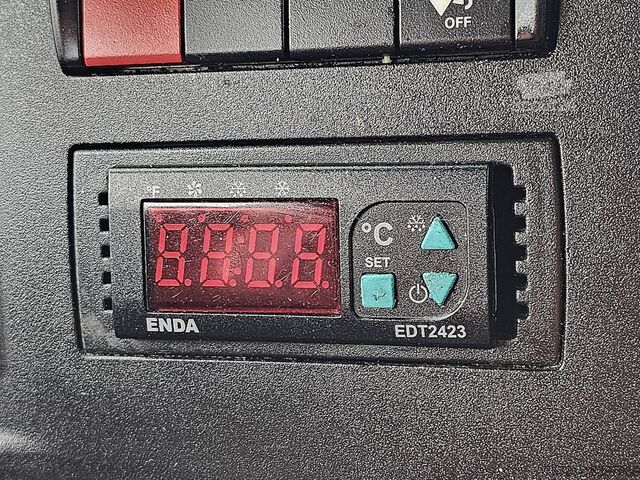 OFF
°F
8.8.:8.8.
°C
SET
ENDA
EDT2423